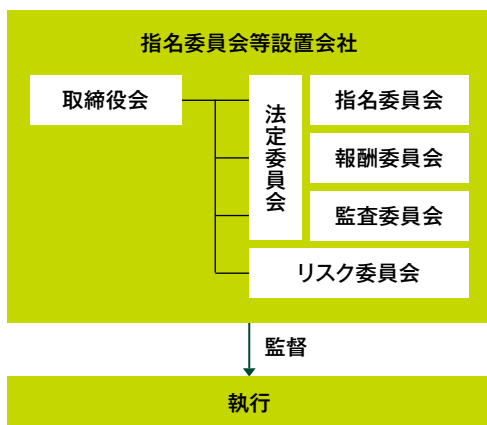 指名委員会等設置会社
取締役会
法定委員会
指名委員会
報酬委員会
監査委員会
リスク委員会
監督
執行